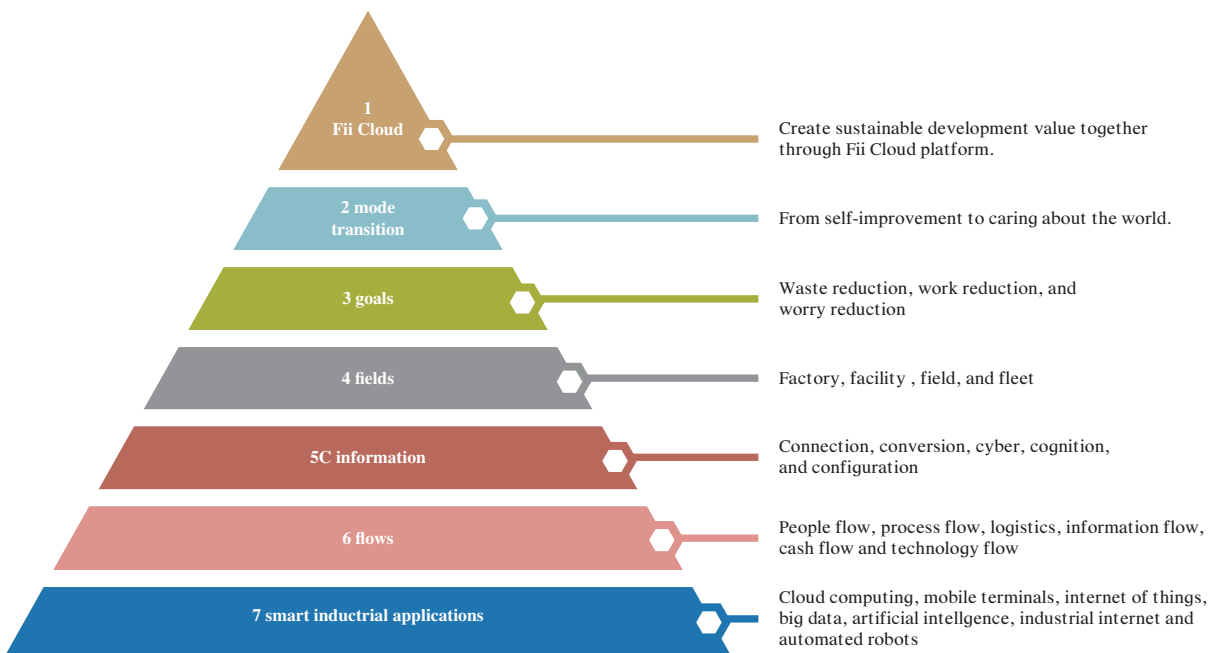 1
Fii Cloud
Create sustainable development value together
through Fii Cloud platform.
2 mode
transition
From self-improvement to caring about the world.
3 goals
Waste reduction, work reduction, and
worry reduction
4 fields
Factory, facility , field, and fleet
5C information
Connection, conversion, cyber, cognition,
and configuration
6 flows
People flow, process flow, logistics, information flow,
cash flow and technology flow
7 smart inductrial applications
Cloud computing, mobile terminals, internet of things,
big data, artificial intellgence, industrial internet and
automated robots